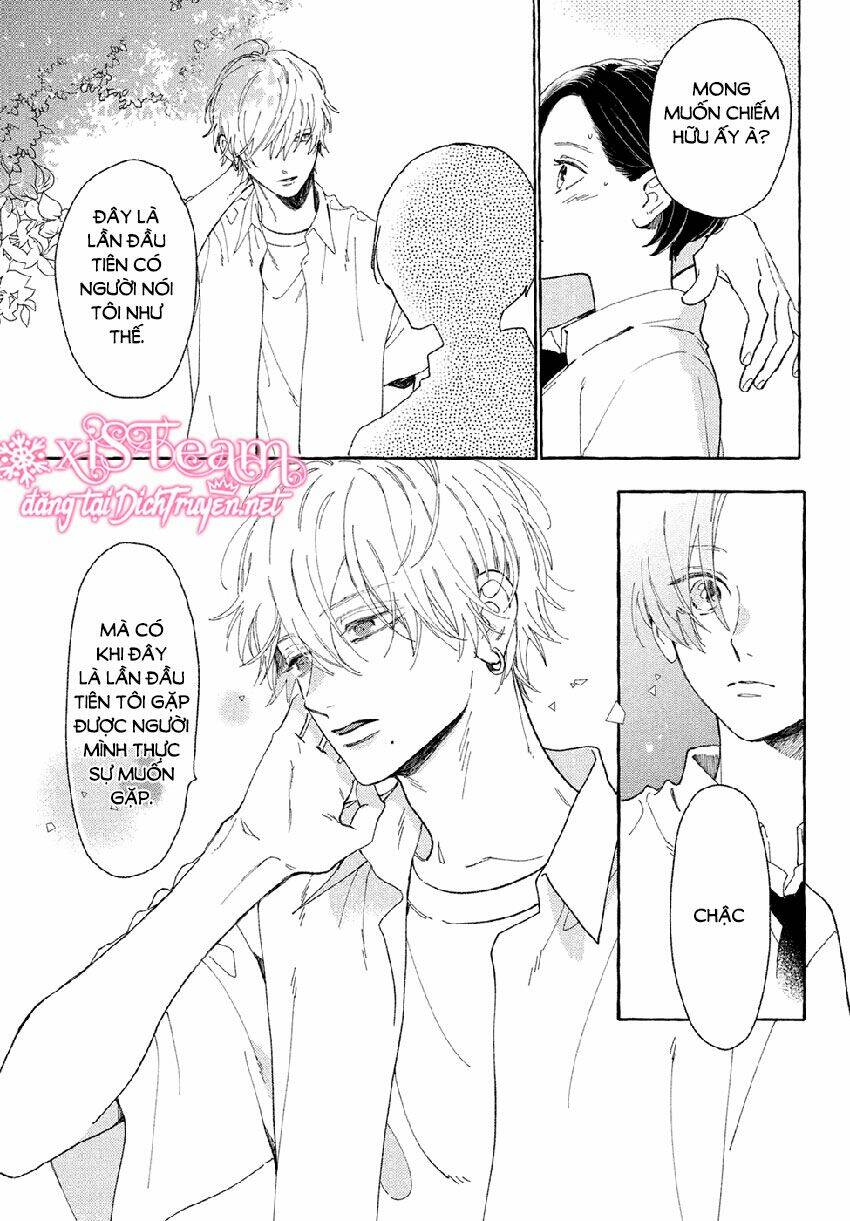 MONG
MUỐN CHIẾM
HỮU ẤY À?
ĐÂY LÀ
LẦN ĐẦU
TIÊN CÓ
NGƯỜI NÓI
TÔI NHƯ
THẾ.
xisTeam
đăng tại DichTruyen.net
CHẬC
MÀ CÓ
KHI ĐÂY
LÀ LẦN ĐẦU
TIÊN TÔI GẶP
ĐƯỢC NGƯỜI
MÌNH THỰC
SỰ MUỐN
GẶP.